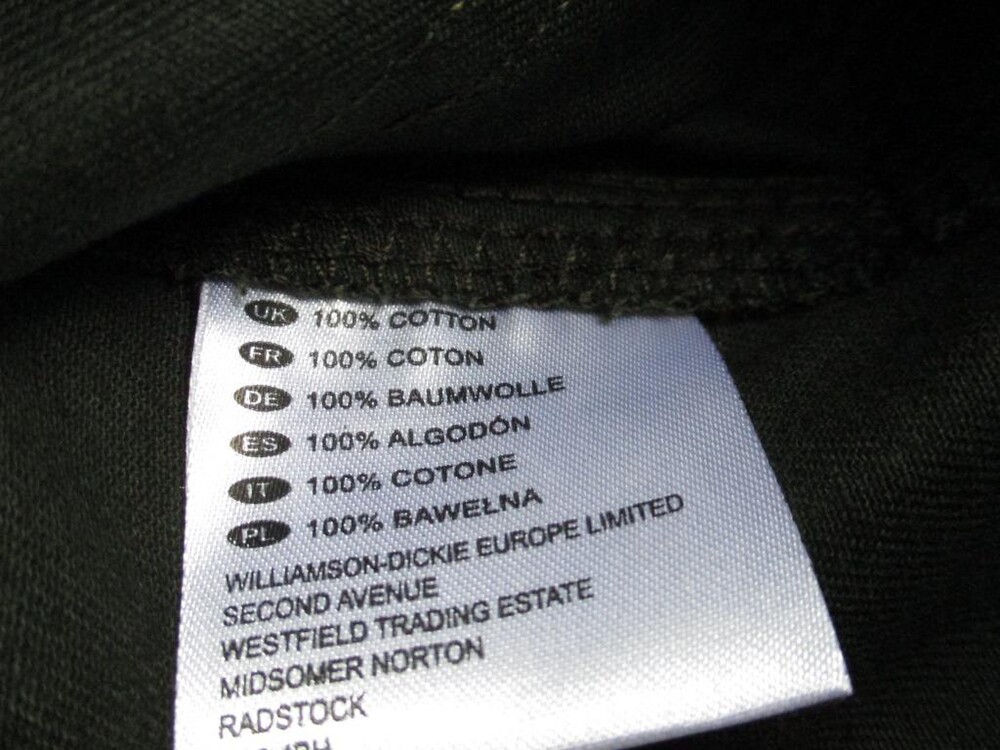 UK 100% COTTON
FR 100% COTON
DE 100% BAUMWOLLE
ES 100% ALGODÓN
IT 100% COTONE
PL 100% BAWEŁNA
WILLIAMSON-DICKIE EUROPE LIMITED
SECOND AVENUE
WESTFIELD TRADING ESTATE
MIDSOMER NORTON
RADSTOCK